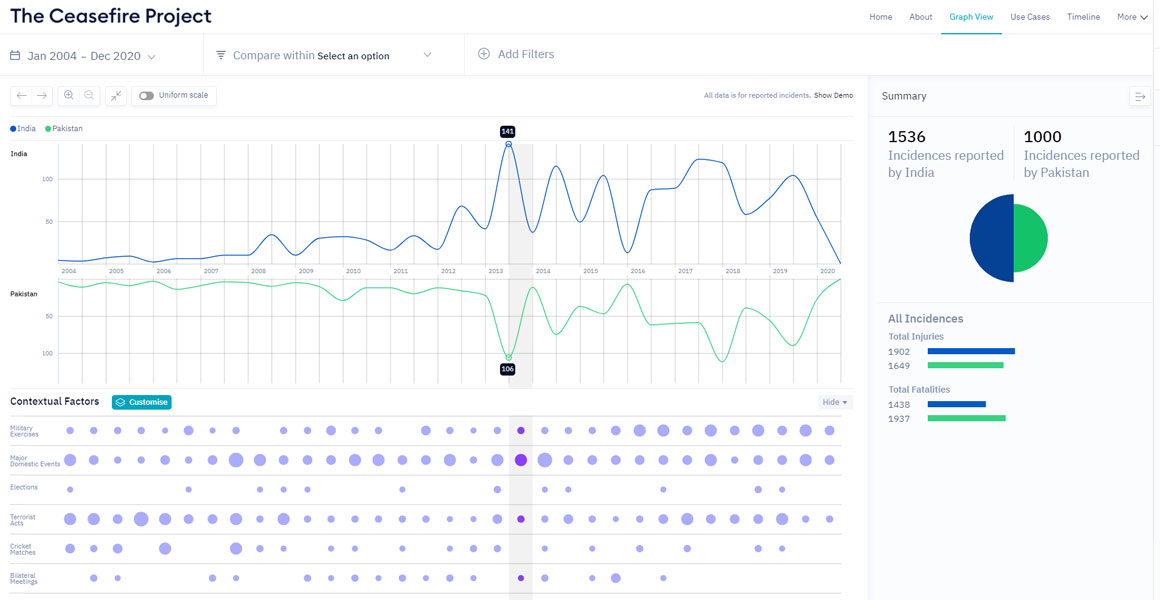 The Ceasefire Project
Home About Graph View Use Cases Timeline More
Jan 2004 – Dec 2020
Compare within Select an option
Add Filters
Uniform scale
All data is for reported incidents. Show Demo
Summary
India Pakistan
1536
Incidences reported
by India
1000
Incidences reported
by Pakistan
141
India
100
50
2004 2005 2006 2007 2008 2009 2010 2011 2012 2013 2014 2015 2016 2017 2018 2019 2020
Pakistan
50
100
106
All Incidences
Total Injuries
1902
1649
Total Fatalities
1438
1937
Contextual Factors
Customise
Hide
Military
Exercises
Major
Domestic Events
Elections
Terrorist
Acts
Cricket
Matches
Bilateral
Meetings